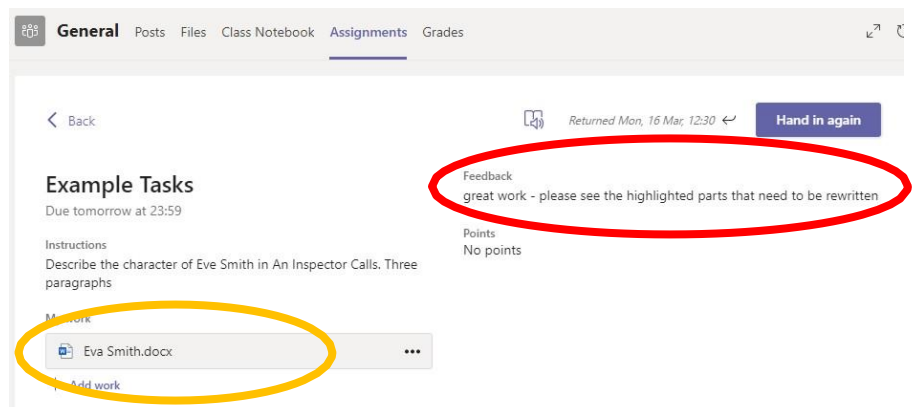 General Posts Files Class Notebook Assignments Grades
Back
Returned Mon, 16 Mar, 12:30
Hand in again
Example Tasks
Due tomorrow at 23:59
Instructions
Describe the character of Eve Smith in An Inspector Calls. Three
paragraphs
My work
Eva Smith.docx
Add work
Feedback
great work - please see the highlighted parts that need to be rewritten
Points
No points